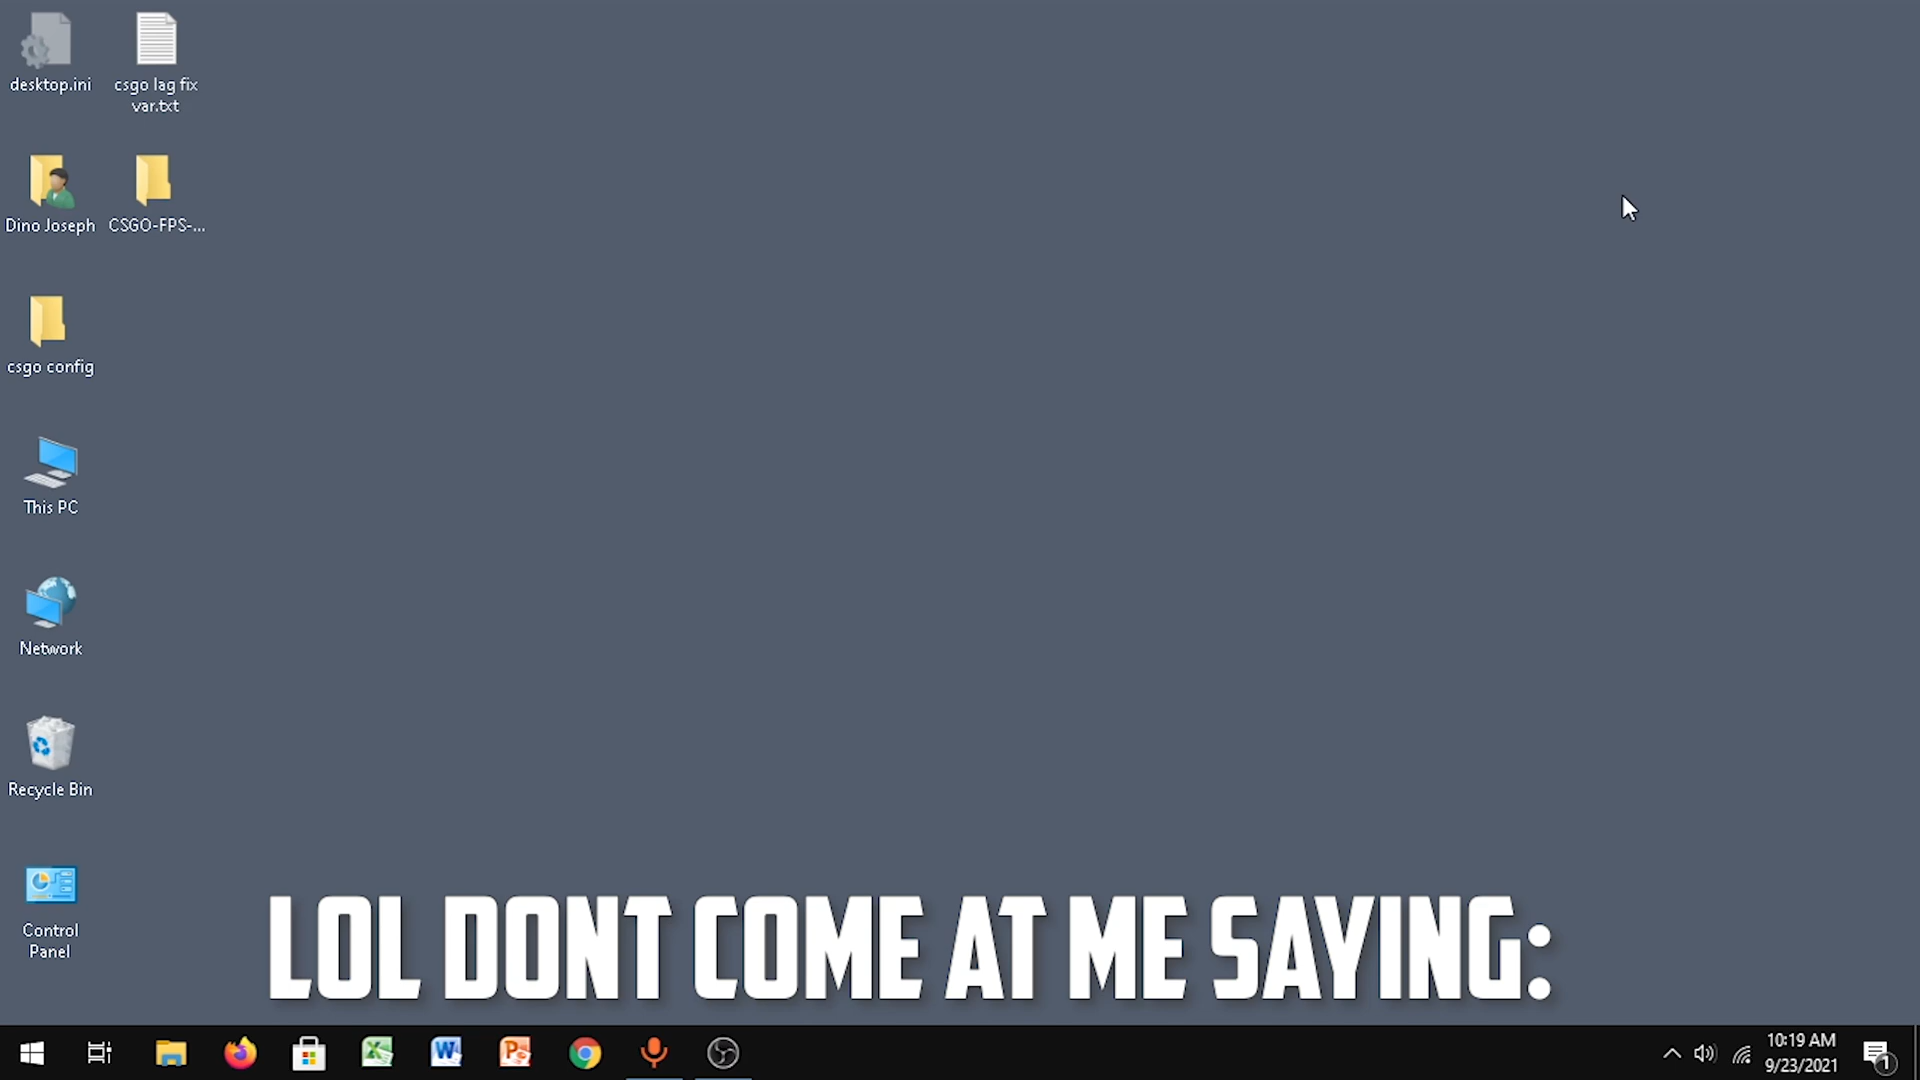 desktop.ini
csgo lag fix
var.txt
Dino Joseph
CSGO-FPS-...
csgo config
This PC
Network
Recycle Bin
Control
Panel
LOL DONT COME AT ME SAYING:
10:19 AM
9/23/2021
1